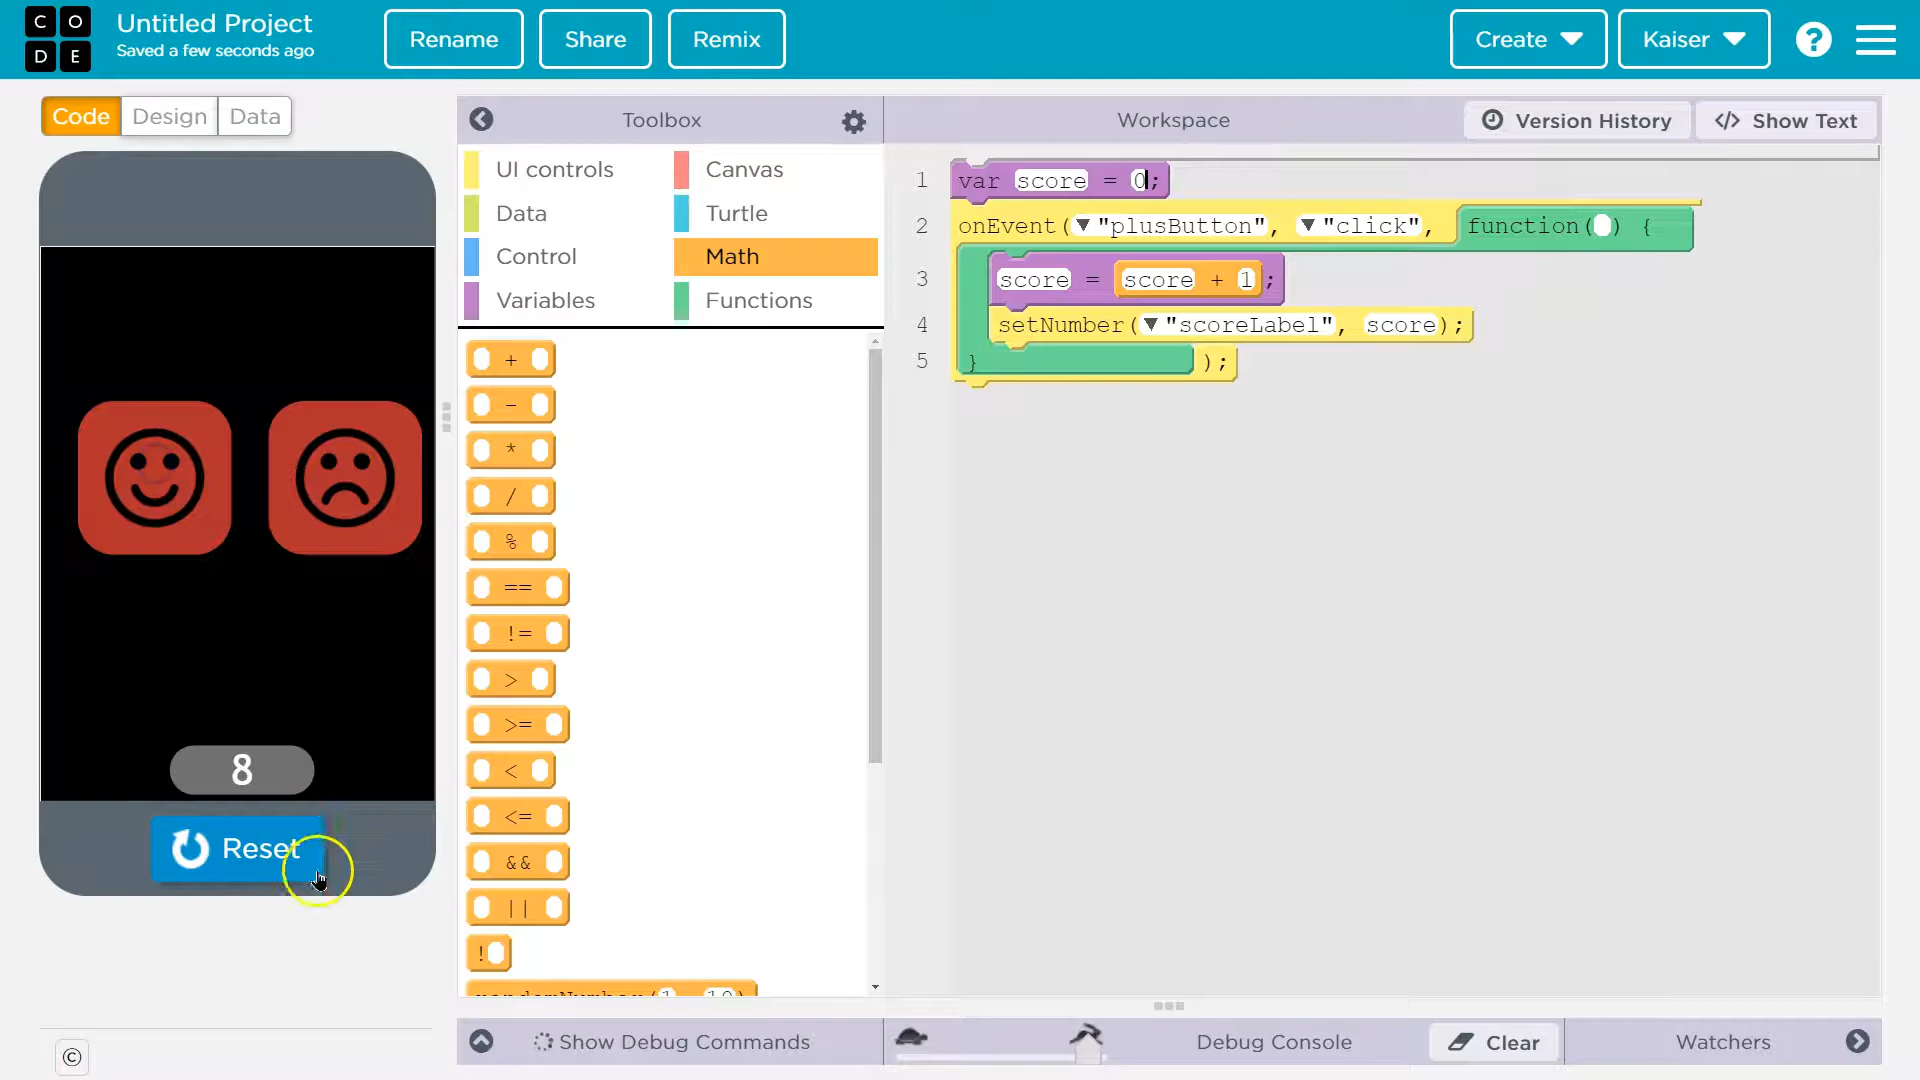 C O
D E
Untitled Project
Saved a few seconds ago
Rename
Share
Remix
Create
Kaiser
?
Code
Design
Data
Toolbox
Workspace
Version History
</> Show Text
UI controls
Canvas
Data
Turtle
Control
Math
Variables
Functions
+
-
*
/
%
==
!=
>
>=
<
<=
&&
||
!
1 var score = 0;
2 onEvent(▼"plusButton", ▼"click", function( ) {
3 score = score + 1;
4 setNumber(▼"scoreLabel", score);
5 } );
8
Reset
©
Show Debug Commands
Debug Console
Clear
Watchers